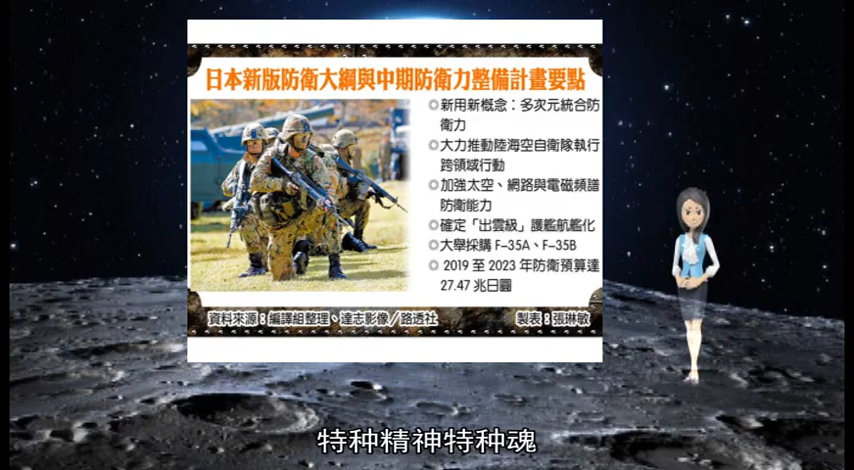 日本新版防衛大綱與中期防衛力整備計畫要點
◎新用新概念：多次元統合防
衛力
◎大力推動陸海空自衛隊執行
跨領域行動
◎加強太空、網路與電磁頻譜
防衛能力
◎確定「出雲級」護艦航艦化
◎大舉採購 F-35A、F-35B
◎ 2019 至 2023 年防衛預算達
27.47 兆日圓
資料來源：編譯組整理、達志影像／路透社
製表：張琳敏
特种精神特种魂